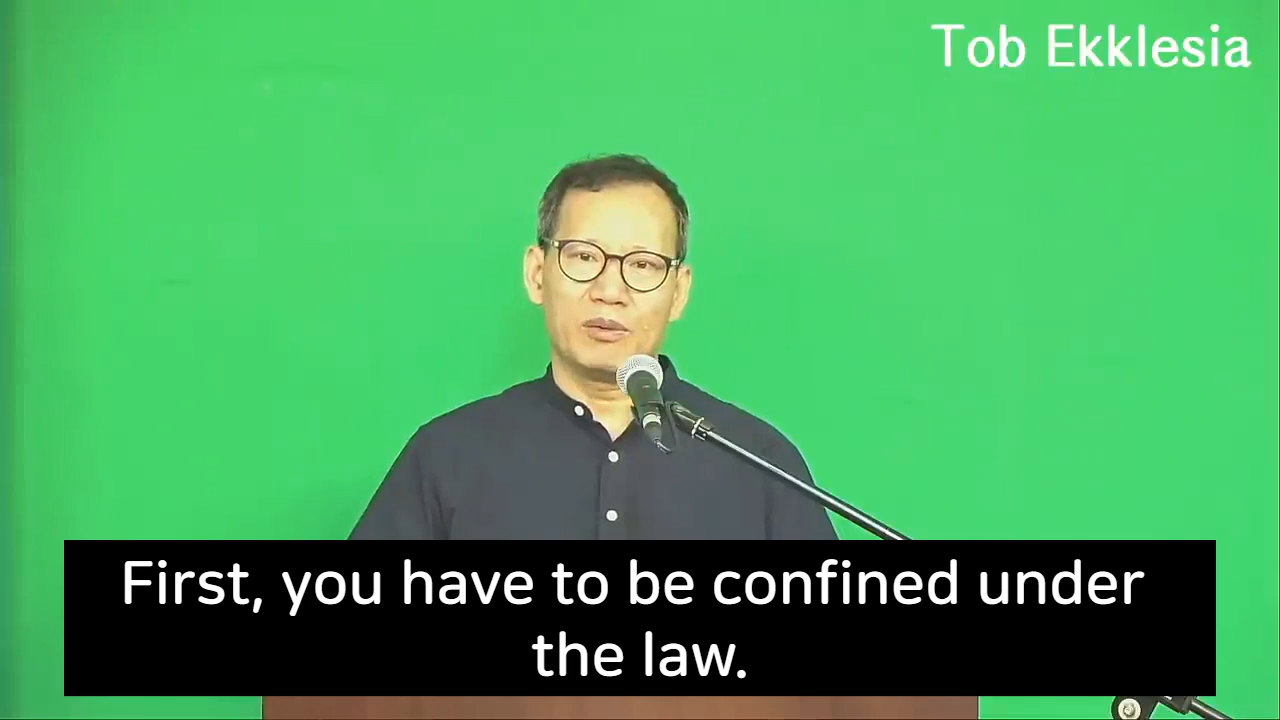 Tob Ekklesia
First, you have to be confined under
the law.